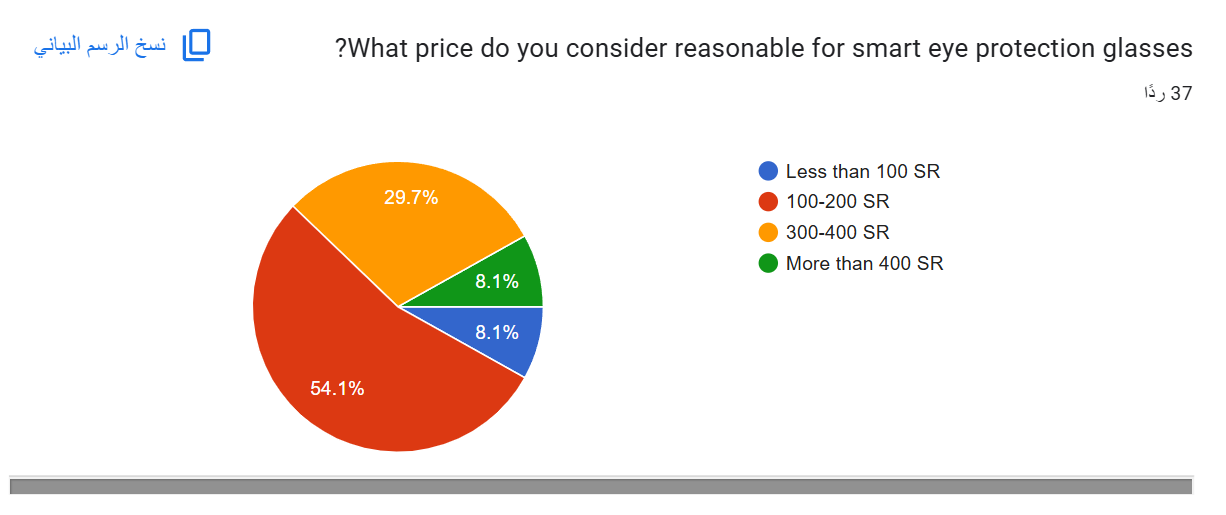 ?What price do you consider reasonable for smart eye protection glasses
نسخ الرسم البياني
37 ردًا
Less than 100 SR
100-200 SR
300-400 SR
More than 400 SR
29.7%
8.1%
8.1%
54.1%